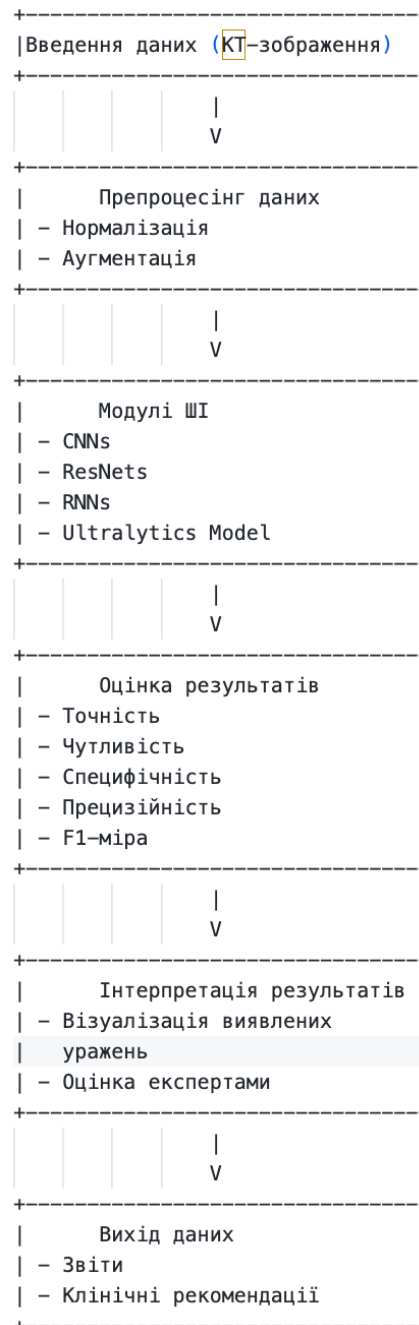 Введення даних (КТ-зображення)
Препроцесінг даних
- Нормалізація
- Аугментація
Модулі ШІ
- CNNs
- ResNets
- RNNs
- Ultralytics Model
Оцінка результатів
- Точність
- Чутливість
- Специфічність
- Прецизійність
- F1-міра
Інтерпретація результатів
- Візуалізація виявлених
уражень
- Оцінка експертами
Вихід даних
- Звіти
- Клінічні рекомендації